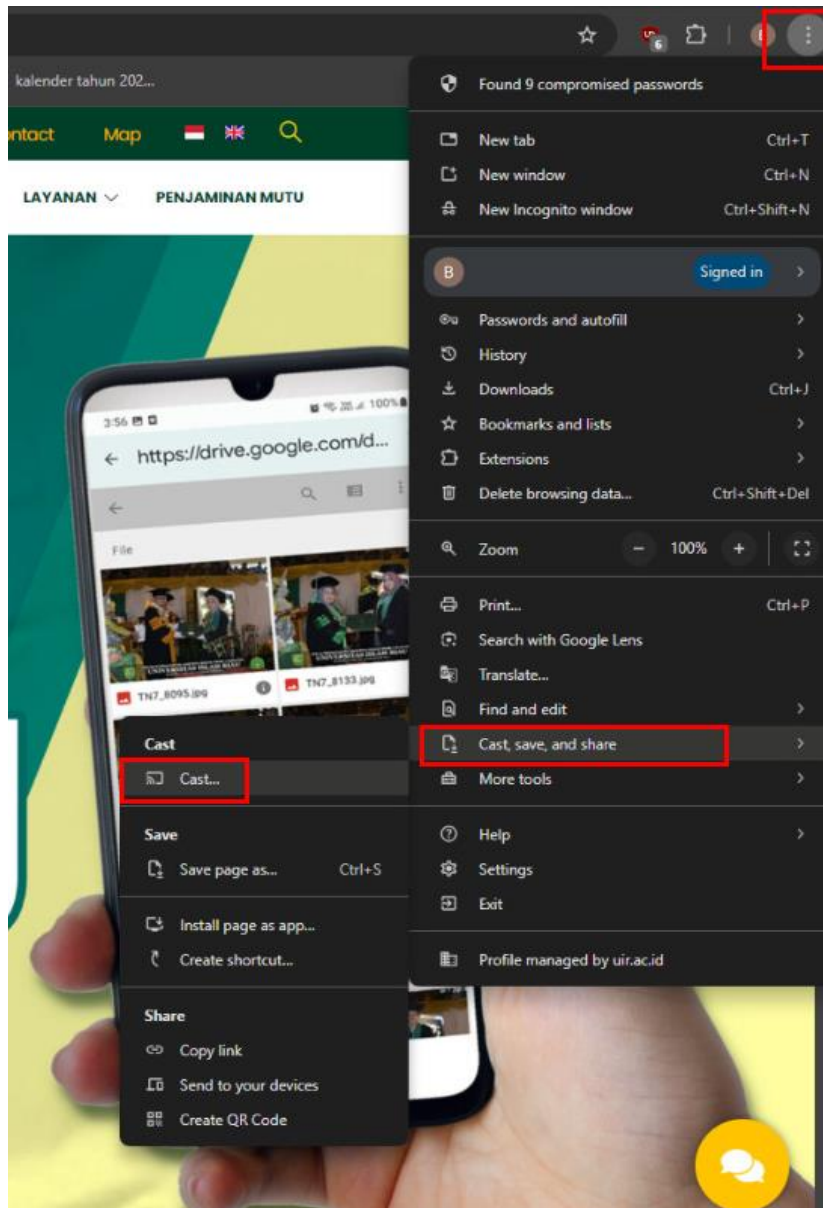 6
B
kalender tahun 202...
Found 9 compromised passwords
ontact Map
New tab Ctrl+T
New window Ctrl+N
New Incognito window Ctrl+Shift+N
LAYANAN PENJAMINAN MUTU
B Signed in
Passwords and autofill
History
Downloads Ctrl+J
Bookmarks and lists
Extensions
Delete browsing data... Ctrl+Shift+Del
Zoom - 100% +
Print... Ctrl+P
Search with Google Lens
Translate...
Find and edit
Cast, save, and share
More tools
Help
Settings
Exit
Profile managed by uir.ac.id
3:56 100%
https://drive.google.com/d...
File
UNIVERSITAS ISLAM RIAU
TN7_8095.jpg TN7_8133.jpg
Cast
Cast...
Save
Save page as... Ctrl+S
Install page as app...
Create shortcut...
Share
Copy link
Send to your devices
Create QR Code